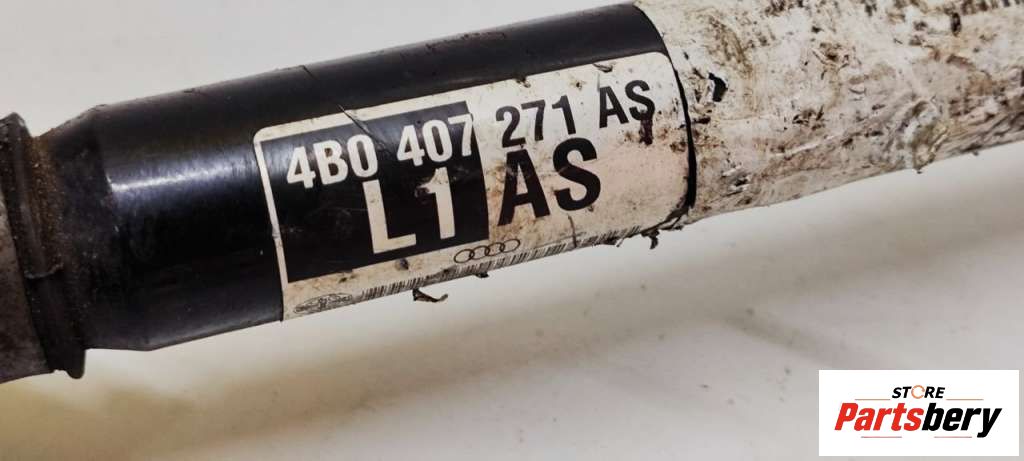 4B0 407 271 AS
L1 AS
STORE
Partsbery